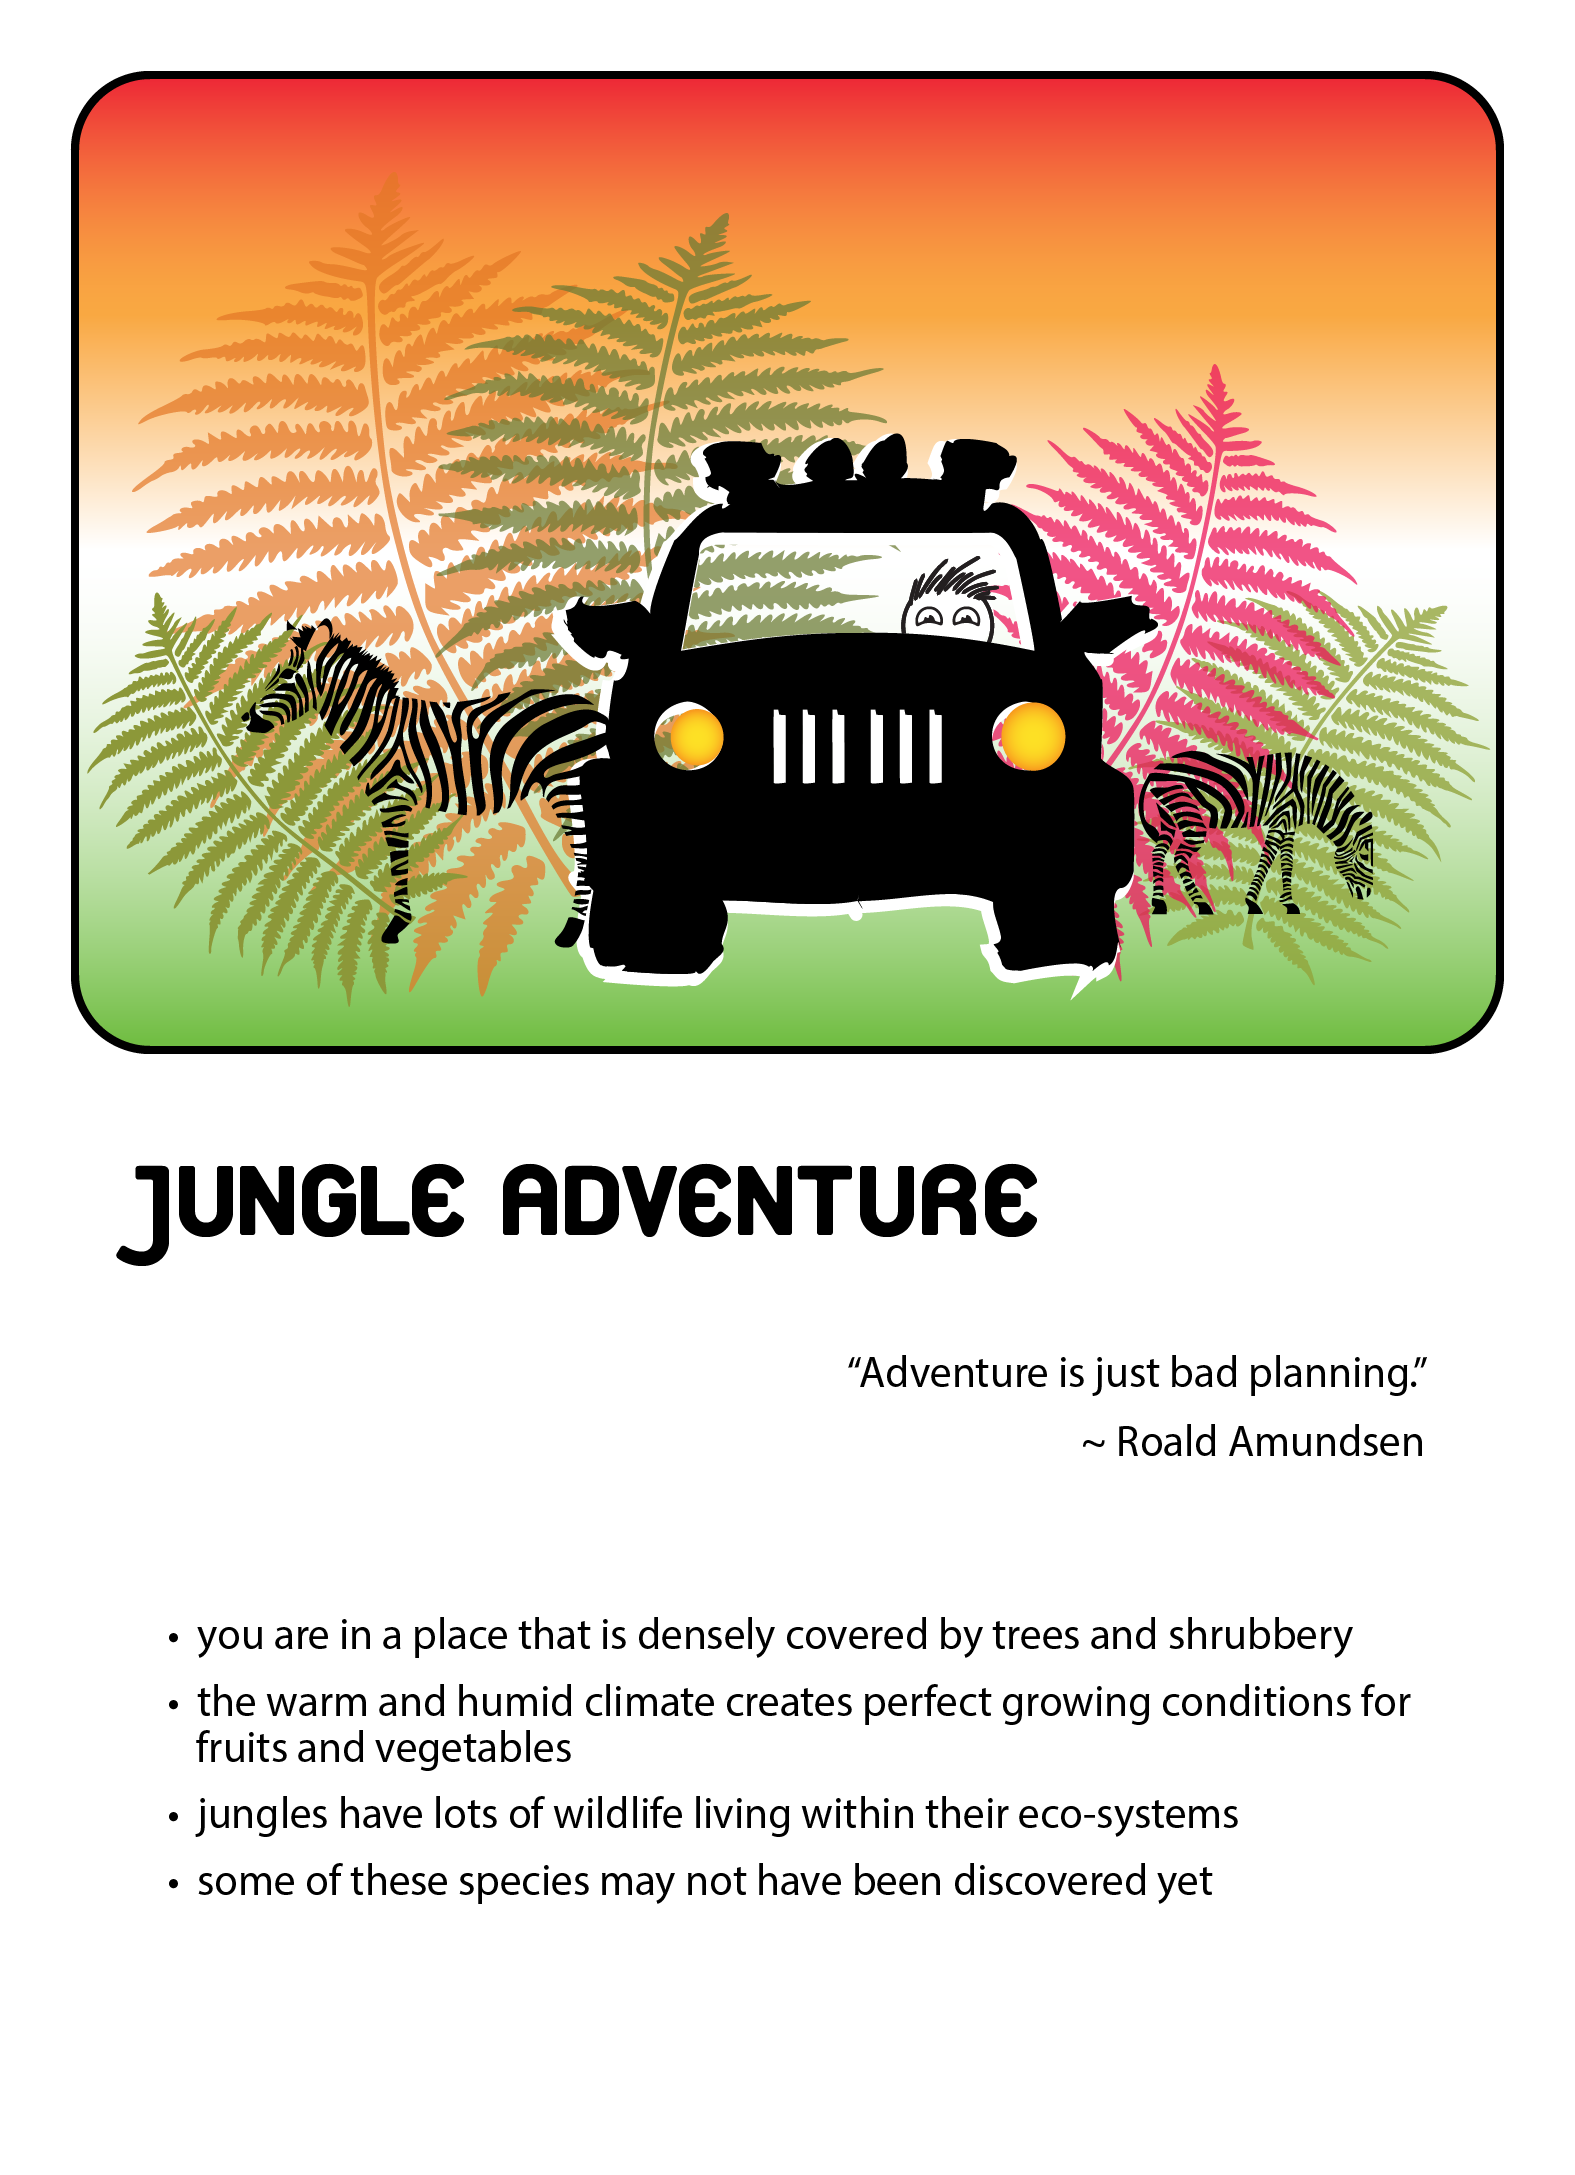 JUNGLE ADVENTURE
“Adventure is just bad planning.”
~ Roald Amundsen
• you are in a place that is densely covered by trees and shrubbery
• the warm and humid climate creates perfect growing conditions for
fruits and vegetables
• jungles have lots of wildlife living within their eco-systems
• some of these species may not have been discovered yet